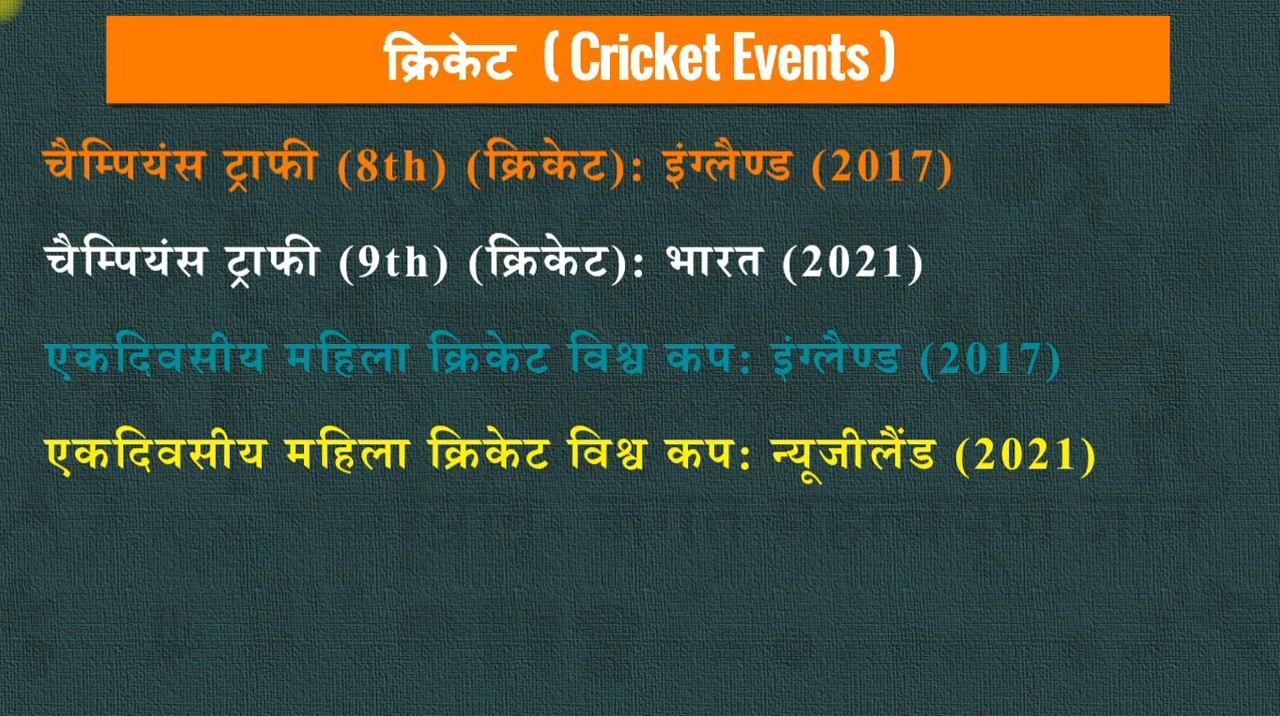 क्रिकेट ( Cricket Events )
चैम्पियंस ट्राफी (8th) (क्रिकेट): इंग्लैण्ड (2017)
चैम्पियंस ट्राफी (9th) (क्रिकेट): भारत (2021)
एकदिवसीय महिला क्रिकेट विश्व कप: इंग्लैण्ड (2017)
एकदिवसीय महिला क्रिकेट विश्व कप: न्यूजीलैंड (2021)